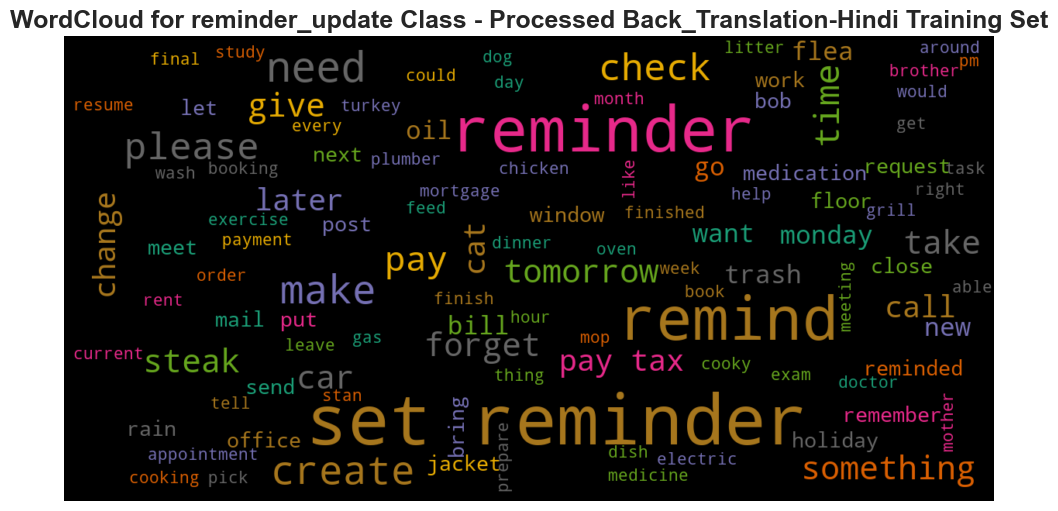 WordCloud for reminder_update Class - Processed Back_Translation-Hindi Training Set
final study need could dog day check litter flea around
brother pm
resume let give turkey every month work bob time would
please oil reminder get
wash booking next plumber chicken like go medication request task
help right
change later mortgage feed window finished floor grill
exercise post
meet payment pay cat dinner oven want monday take
order make tomorrow week trash close
rent finish book meeting able
mail put bill hour remind call new
current leave gas forget mop
steak car thing pay tax cooky exam doctor reminded
send stan
tell set reminder bring prepare remember mother
rain office holiday
appointment create jacket dish electric something
cooking pick medicine